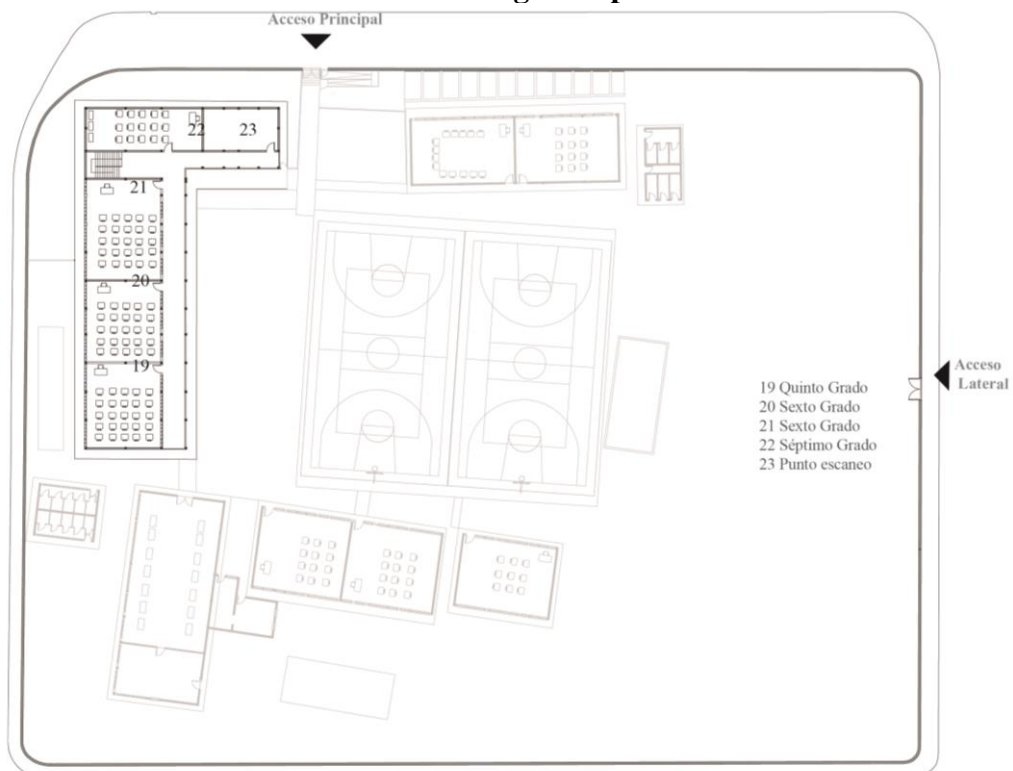 Acceso Principal
22
23
21
20
19
Acceso
Lateral
19 Quinto Grado
20 Sexto Grado
21 Sexto Grado
22 Séptimo Grado
23 Punto escaneo